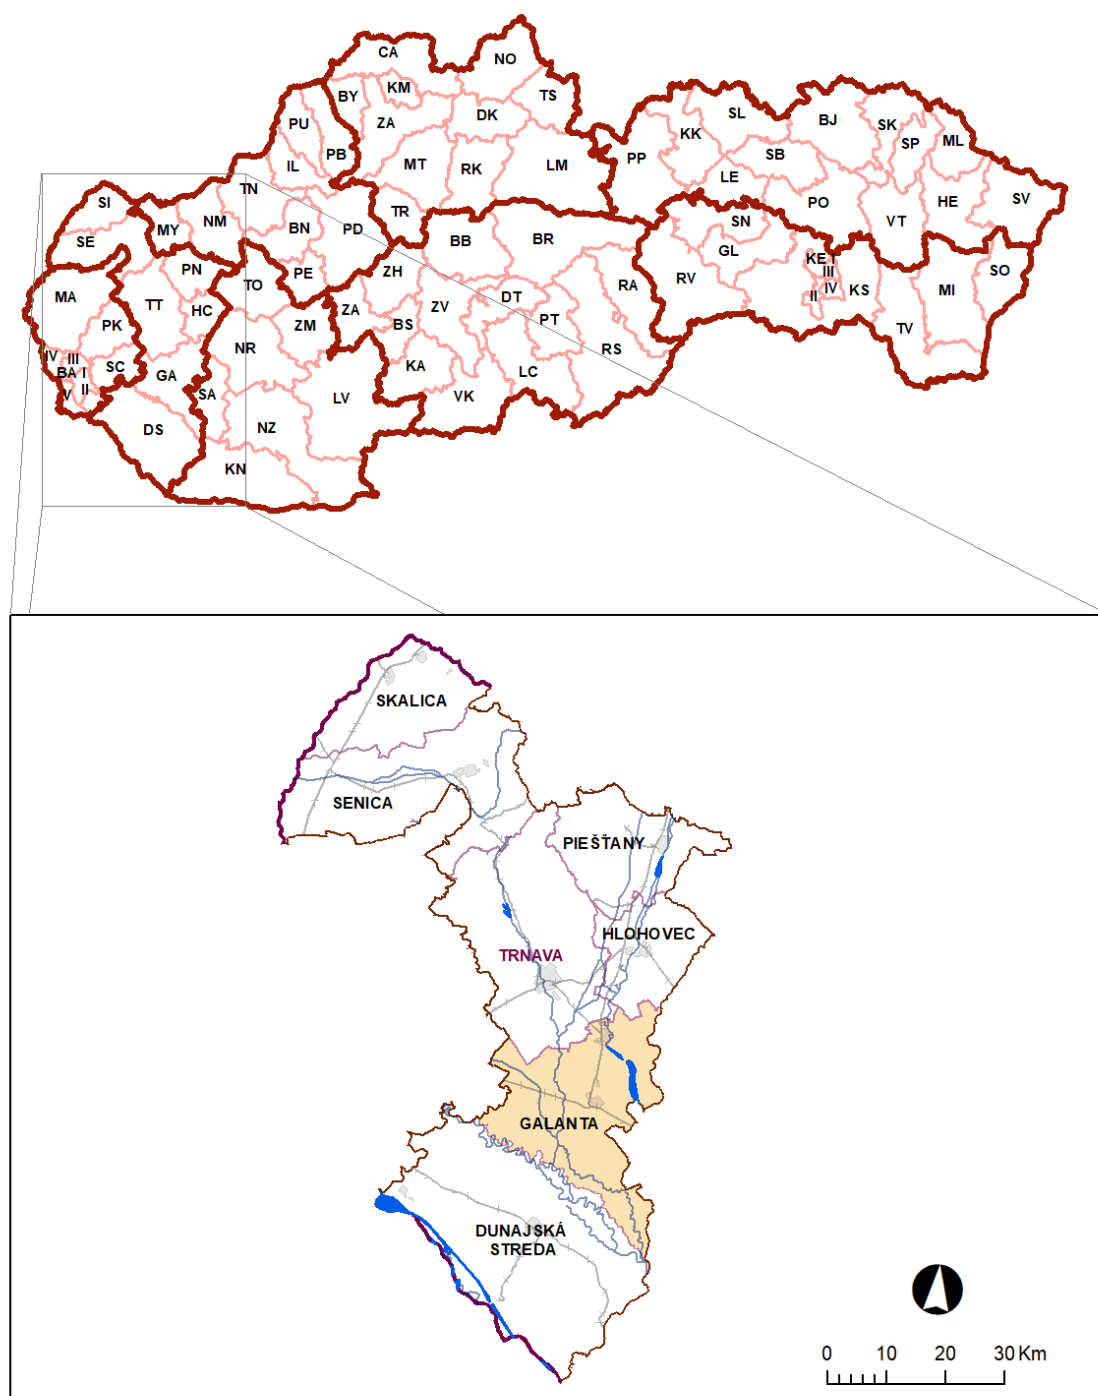 CA
NO
BY
KM
TS
PU
ZA
DK
SL
BJ
SK
KK
SP
ML
PB
MT
RK
LM
PP
SB
IL
LE
TN
SI
TR
PO
HE
SV
VT
MY
NM
BN
PD
SN
SE
BB
BR
GL
KE
III
PN
PE
ZH
SO
TO
RV
IV
KS
MI
MA
RA
II
TT
HC
ZA
ZV
DT
TV
PK
ZM
BS
PT
NR
RS
IV
III
SC
KA
BA
I
GA
LC
II
V
SA
LV
VK
DS
NZ
KN
SKALICA
SENICA
PIEŠŤANY
HLOHOVEC
TRNAVA
GALANTA
DUNAJSKÁ
STREDA
0 10 20 30 Km